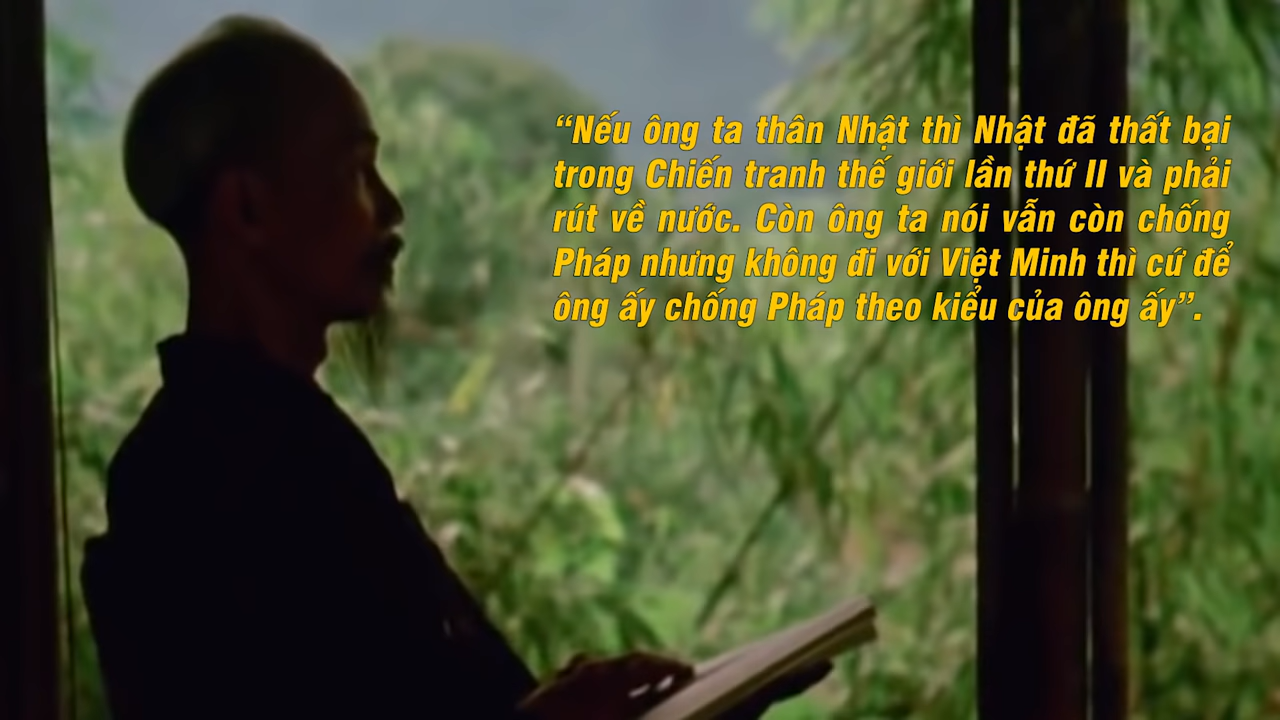 “Nếu ông ta thân Nhật thì Nhật đã thất bại
trong Chiến tranh thế giới lần thứ II và phải
rút về nước. Còn ông ta nói vẫn còn chống
Pháp nhưng không đi với Việt Minh thì cứ để
ông ấy chống Pháp theo kiểu của ông ấy”.